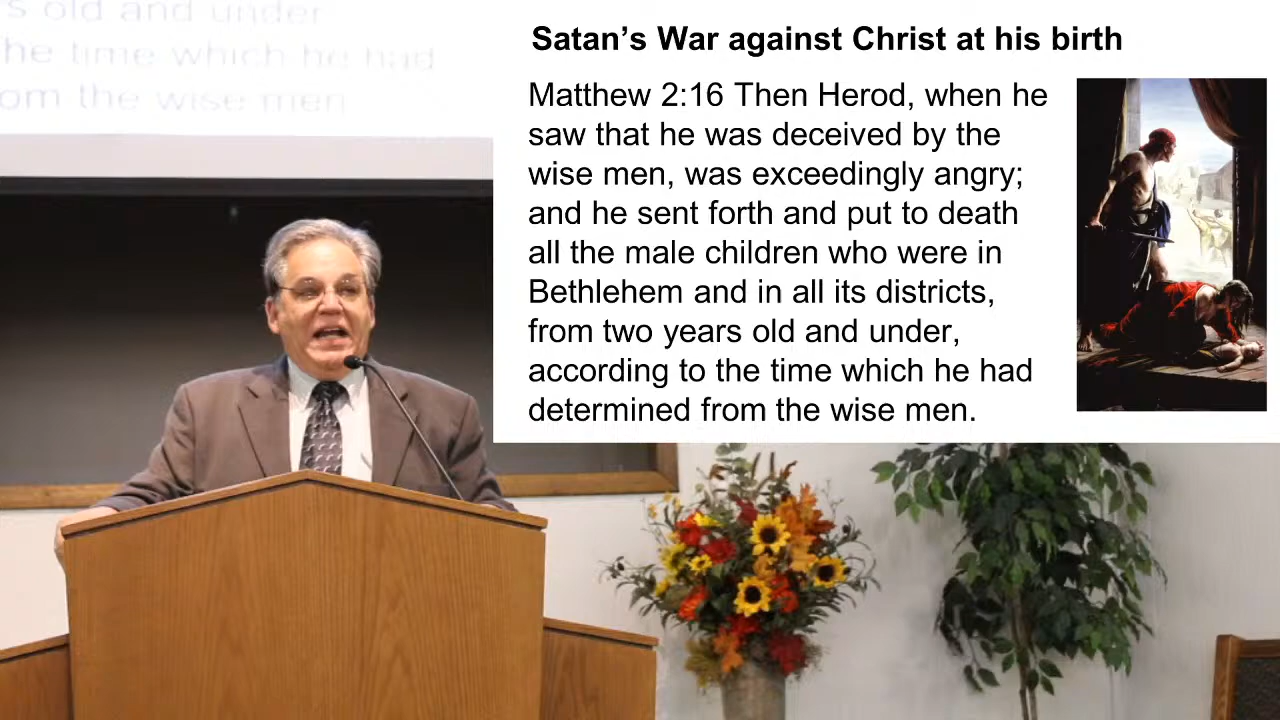 s old and under
he time which he had
om the wise men
Satan’s War against Christ at his birth
Matthew 2:16 Then Herod, when he
saw that he was deceived by the
wise men, was exceedingly angry;
and he sent forth and put to death
all the male children who were in
Bethlehem and in all its districts,
from two years old and under,
according to the time which he had
determined from the wise men.